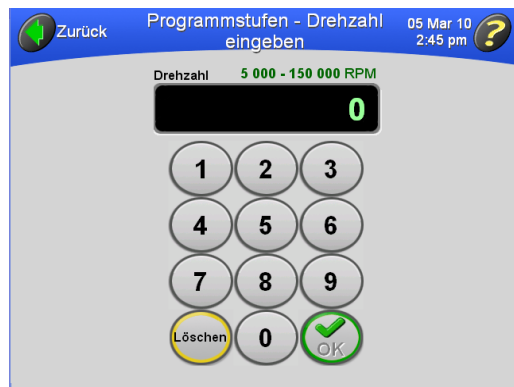 Zurück
Programmstufen - Drehzahl
eingeben
05 Mar 10
2:45 pm
?
Drehzahl 5 000 - 150 000 RPM
0
1 2 3
4 5 6
7 8 9
Löschen 0 OK